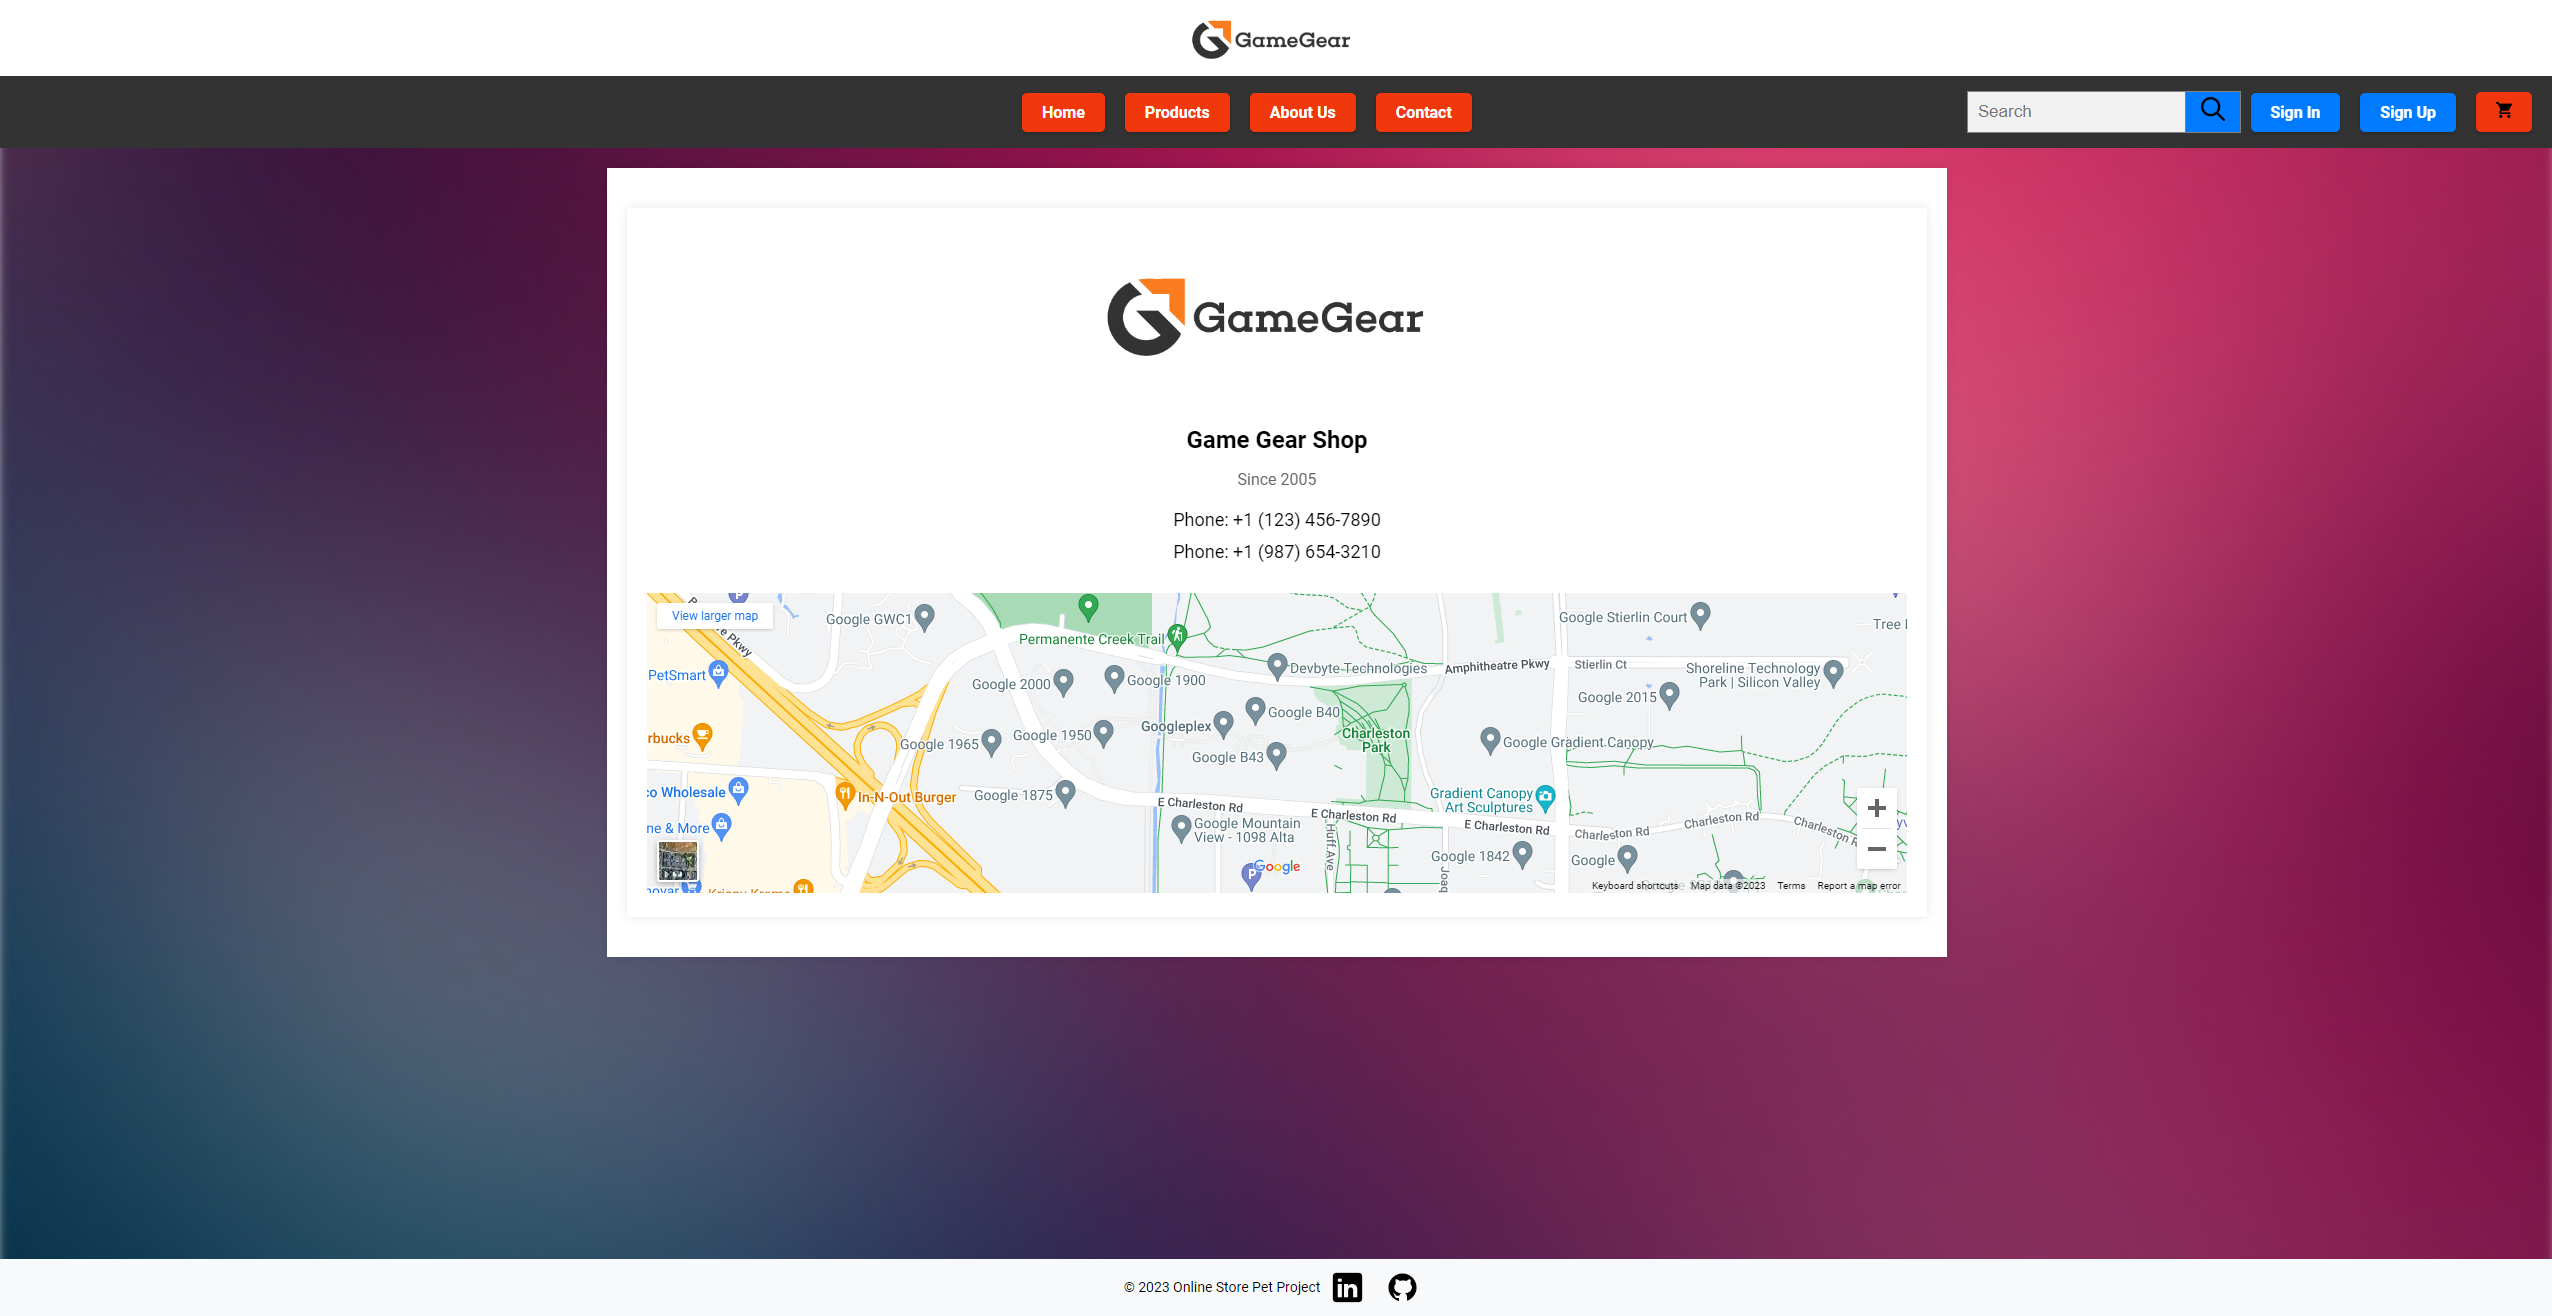 GameGear
Home
Products
About Us
Contact
Search
Sign In
Sign Up
GameGear
Game Gear Shop
Since 2005
Phone: +1 (123) 456-7890
Phone: +1 (987) 654-3210
View larger map
Google GWC1
Permanente Creek Trail
Google Stierlin Court
Tree
PetSmart
Google 2000
Google 1900
Devbyte Technologies
Amphitheatre Pkwy
Stierlin Ct
Shoreline Technology
Park | Silicon Valley
Google 2015
rbucks
Google 1965
Google 1950
Googleplex
Google B40
Google B43
Charleston
Park
Google Gradient Canopy
co Wholesale
In-N-Out Burger
Google 1875
E Charleston Rd
E Charleston Rd
E Charleston Rd
Charleston Rd
Charleston Rd
Charleston
Gradient Canopy
Art Sculptures
ne & More
Google Mountain
View - 1098 Alta
Huff Ave
Joaq
Google 1842
Google
Google
Krispy Kreme
Keyboard shortcuts
Map data ©2023
Terms
Report a map error
© 2023 Online Store Pet Project